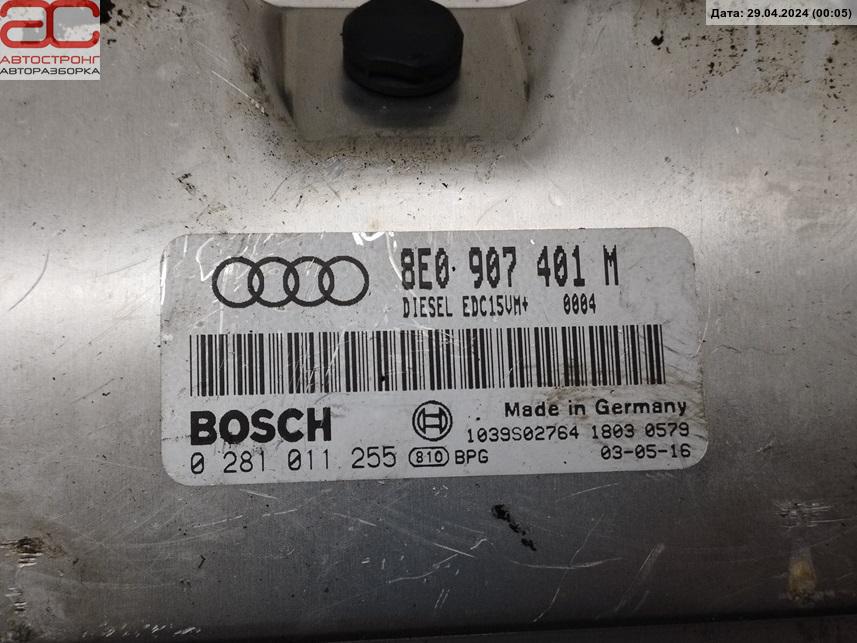 Дата: 29.04.2024 (00:05)
ас
АВТОСТРОНГ
АВТОРАЗБОРКА
8E0 907 401 M
DIESEL EDC15VM+ 0004
BOSCH
Made in Germany
1039S02764 1803 0579
0 281 011 255 810 BPG
03-05-16